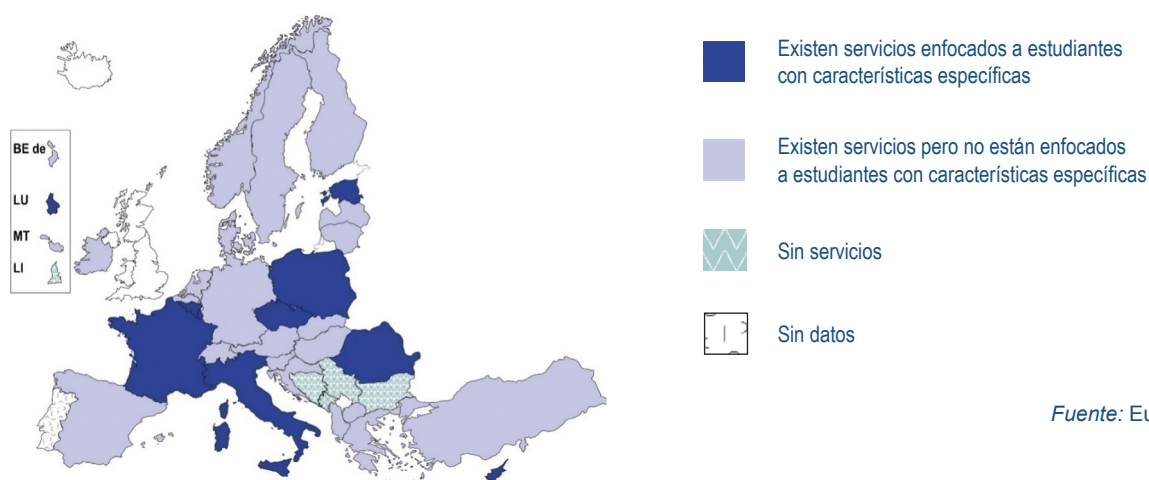 BE de
LU
MT
LI
Existen servicios enfocados a estudiantes
con características específicas
Existen servicios pero no están enfocados
a estudiantes con características específicas
Sin servicios
Sin datos
Fuente: Eu